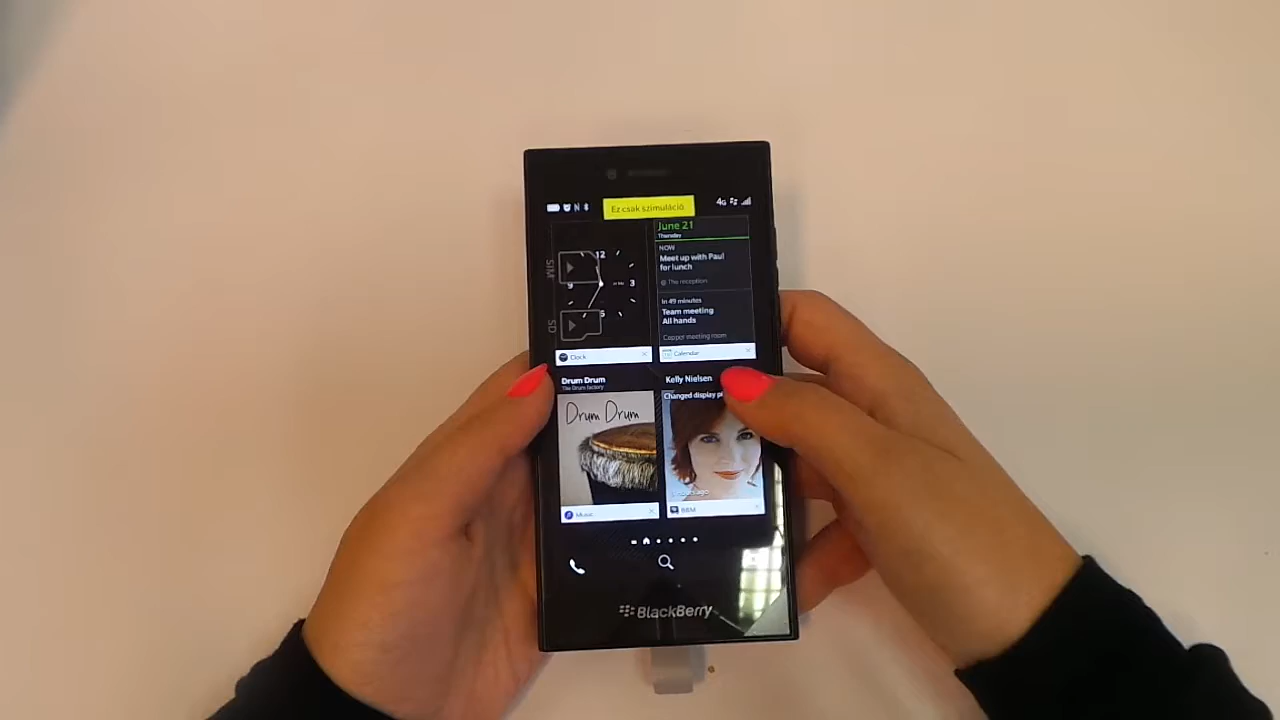 4G
Ez csak szimuláció
SIM
SD
12
3
9
June 21
Thursday
NOW
Meet up with Paul
for lunch
@ The reception
In 49 minutes
Team meeting
All hands
Copper meeting room
Clock
Calendar
Drum Drum
The Drum factory
Drum Drum
Music
Kelly Nielsen
Changed display
BBM
BlackBerry